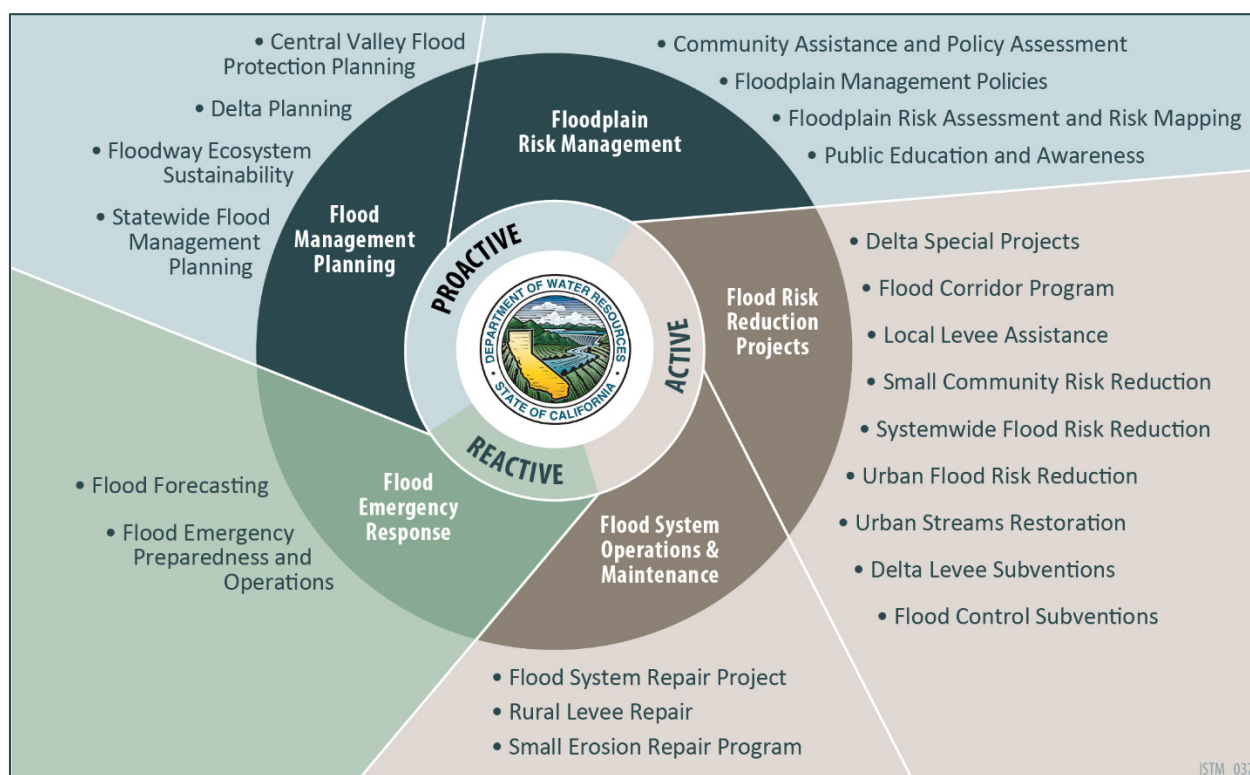 • Central Valley Flood
Protection Planning
• Delta Planning
• Floodway Ecosystem
Sustainability
• Statewide Flood
Management
Planning
Flood
Management
Planning
• Community Assistance and Policy Assessment
• Floodplain Management Policies
• Floodplain Risk Assessment and Risk Mapping
• Public Education and Awareness
Floodplain
Risk Management
PROACTIVE
ACTIVE
REACTIVE
DEPARTMENT OF WATER RESOURCES
STATE OF CALIFORNIA
Flood Risk
Reduction
Projects
• Delta Special Projects
• Flood Corridor Program
• Local Levee Assistance
• Small Community Risk Reduction
• Systemwide Flood Risk Reduction
• Urban Flood Risk Reduction
• Urban Streams Restoration
• Delta Levee Subventions
• Flood Control Subventions
Flood
Emergency
Response
• Flood Forecasting
• Flood Emergency
Preparedness and
Operations
Flood System
Operations &
Maintenance
• Flood System Repair Project
• Rural Levee Repair
• Small Erosion Repair Program